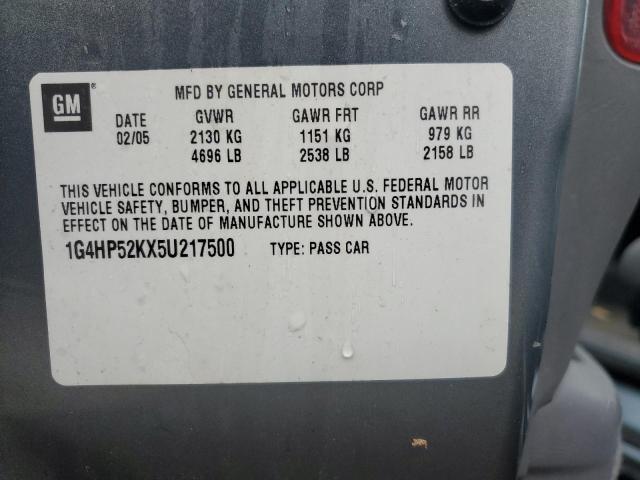 GM®
MFD BY GENERAL MOTORS CORP
DATE GVWR GAWR FRT GAWR RR
02/05 2130 KG 1151 KG 979 KG
4696 LB 2538 LB 2158 LB
THIS VEHICLE CONFORMS TO ALL APPLICABLE U.S. FEDERAL MOTOR
VEHICLE SAFETY, BUMPER, AND THEFT PREVENTION STANDARDS IN
EFFECT ON THE DATE OF MANUFACTURE SHOWN ABOVE.
1G4HP52KX5U217500 TYPE: PASS CAR